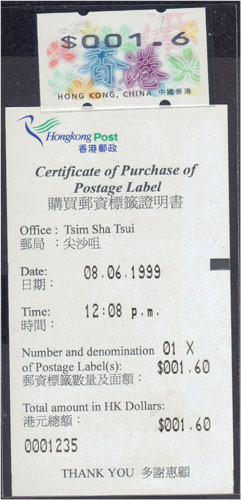 $001.6
香港
HONG KONG, CHINA 中國香港
Hongkong Post
香港郵政
Certificate of Purchase of
Postage Label
購買郵資標籤證明書
Office : Tsim Sha Tsui
郵局 : 尖沙咀
Date: 08.06.1999
日期 :
Time: 12:08 p.m.
時間 :
Number and denomination 01 X
of Postage Label(s): $001.60
郵資標籤數量及面額 :
Total amount in HK Dollars:
港元總額 : $001.60
0001235
THANK YOU 多謝惠顧